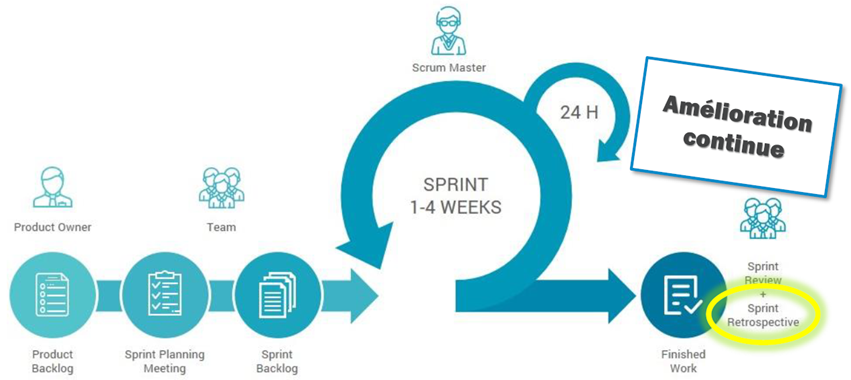 Scrum Master
24 H
Amélioration
continue
SPRINT
1-4 WEEKS
Product Owner
Team
Sprint
Review
+
Sprint
Retrospective
Product
Backlog
Sprint Planning
Meeting
Sprint
Backlog
Finished
Work